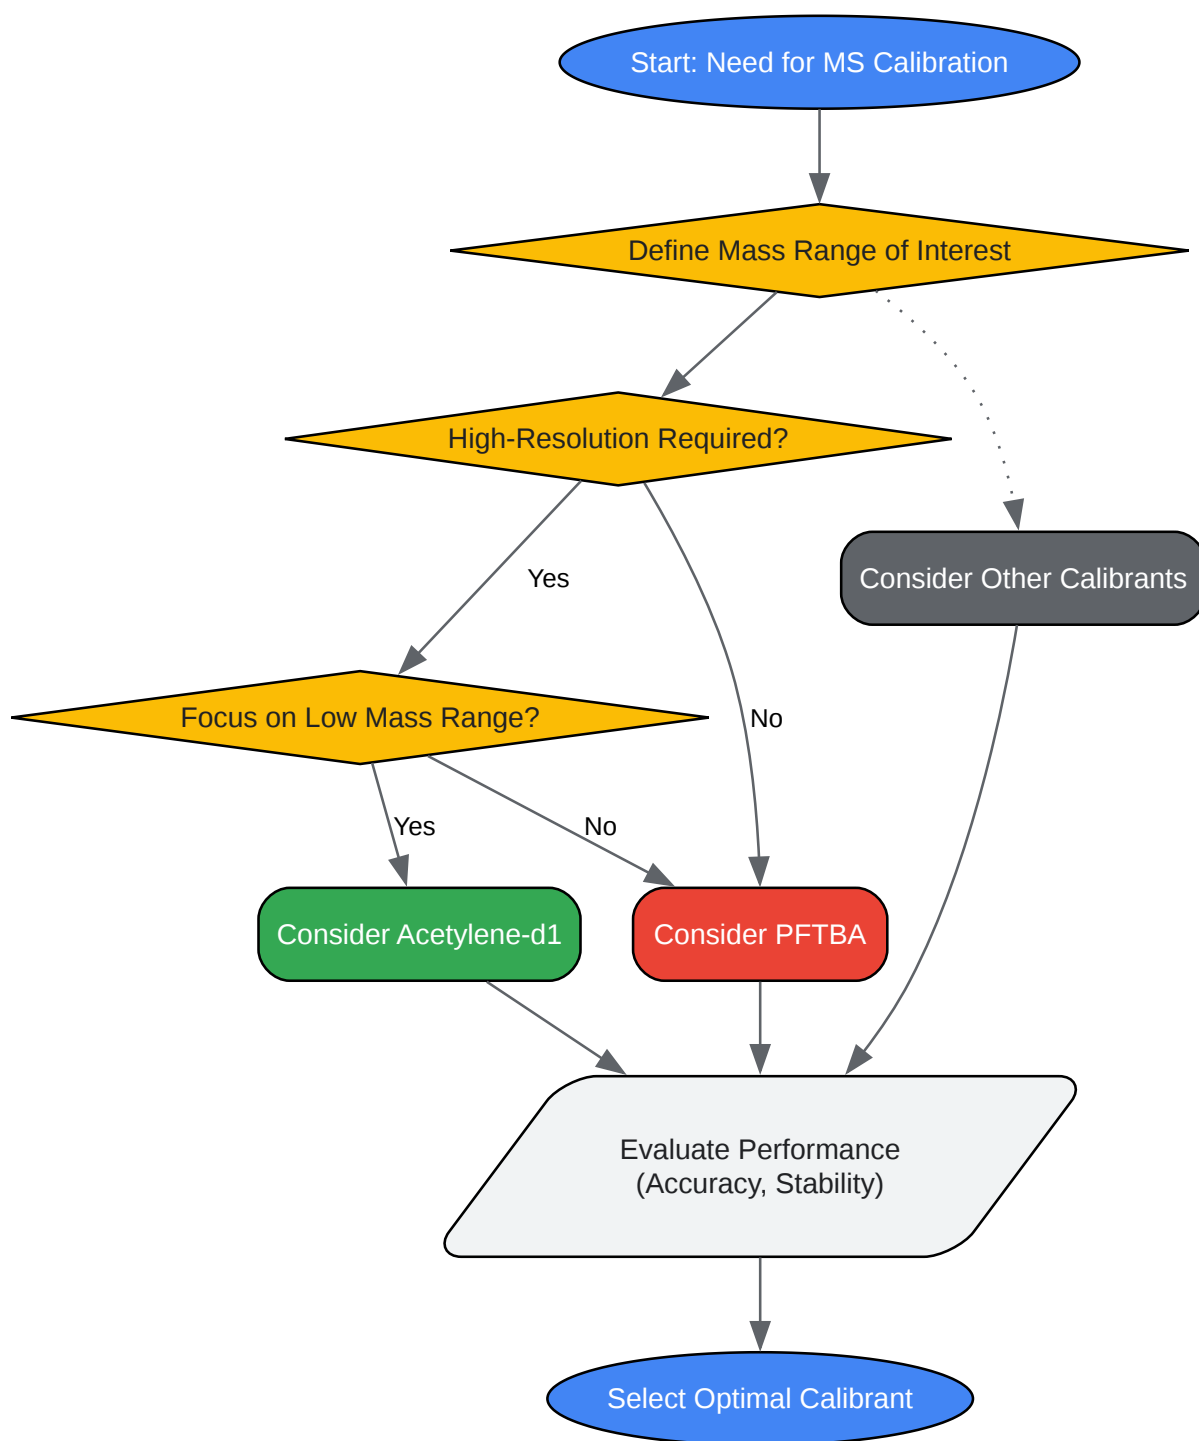 Start: Need for MS Calibration
Define Mass Range of Interest
High-Resolution Required?
Yes
Consider Other Calibrants
Focus on Low Mass Range?
No
Yes
No
Consider Acetylene-d1
Consider PFTBA
Evaluate Performance
(Accuracy, Stability)
Select Optimal Calibrant